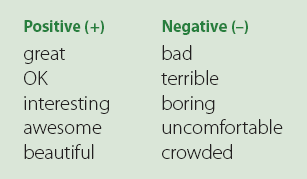 Positive (+) Negative (–)
great bad
OK terrible
interesting boring
awesome uncomfortable
beautiful crowded